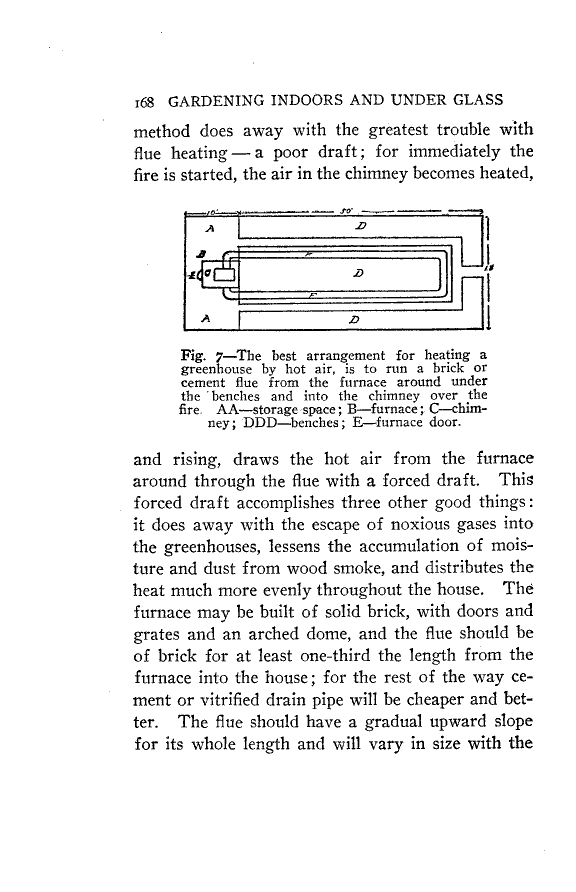 168 GARDENING INDOORS AND UNDER GLASS
method does away with the greatest trouble with
flue heating — a poor draft; for immediately the
fire is started, the air in the chimney becomes heated,
10' 50'
A D
B F
E C D 18
F
A D
Fig. 7—The best arrangement for heating a
greenhouse by hot air, is to run a brick or
cement flue from the furnace around under
the benches and into the chimney over the
fire. AA—storage space; B—furnace; C—chim-
ney; DDD—benches; E—furnace door.
and rising, draws the hot air from the furnace
around through the flue with a forced draft. This
forced draft accomplishes three other good things:
it does away with the escape of noxious gases into
the greenhouses, lessens the accumulation of mois-
ture and dust from wood smoke, and distributes the
heat much more evenly throughout the house. The
furnace may be built of solid brick, with doors and
grates and an arched dome, and the flue should be
of brick for at least one-third the length from the
furnace into the house; for the rest of the way ce-
ment or vitrified drain pipe will be cheaper and bet-
ter. The flue should have a gradual upward slope
for its whole length and will vary in size with the